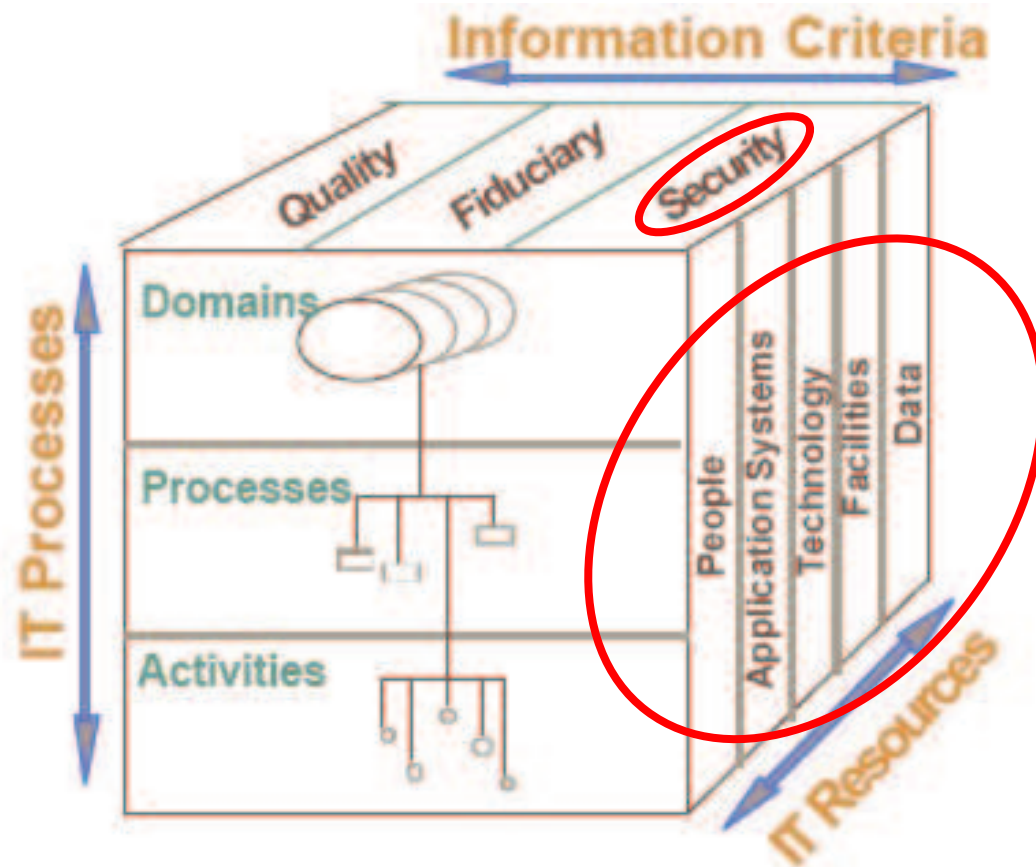 Information Criteria
Quality
Fiduciary
Security
IT Processes
Domains
Processes
Activities
People
Application Systems
Technology
Facilities
Data
IT Resources